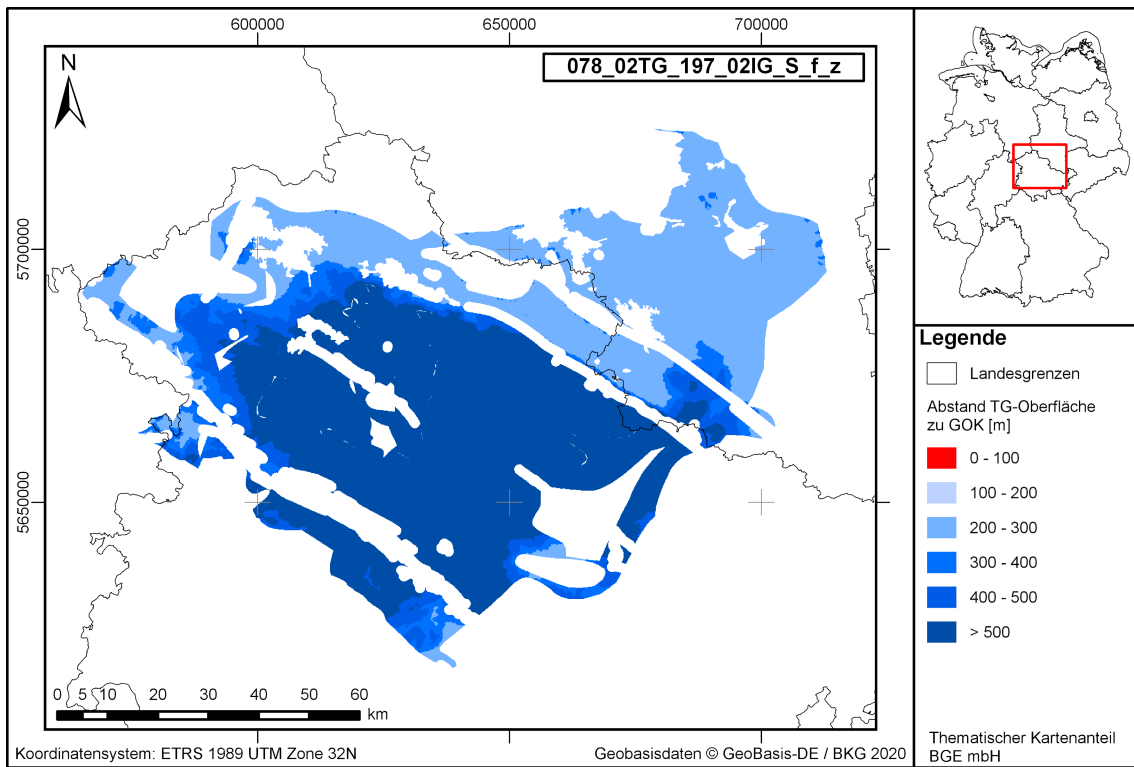 600000 650000 700000
078_02TG_197_02IG_S_f_z
N
5700000
5650000
0 5 10 20 30 40 50 60
km
Koordinatensystem: ETRS 1989 UTM Zone 32N
Geobasisdaten © GeoBasis-DE / BKG 2020
Legende
Landesgrenzen
Abstand TG-Oberfläche
zu GOK [m]
0 - 100
100 - 200
200 - 300
300 - 400
400 - 500
> 500
Thematischer Kartenanteil
BGE mbH